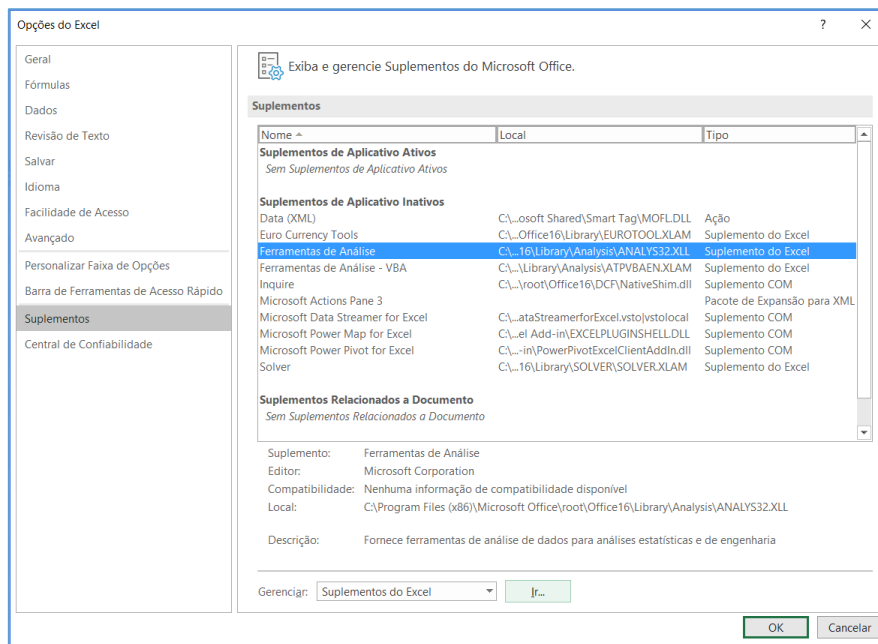 Opções do Excel ? ×
Geral
Fórmulas
Dados
Revisão de Texto
Salvar
Idioma
Facilidade de Acesso
Avançado
Personalizar Faixa de Opções
Barra de Ferramentas de Acesso Rápido
Suplementos
Central de Confiabilidade
Exiba e gerencie Suplementos do Microsoft Office.
Suplementos
Nome Local Tipo
Suplementos de Aplicativo Ativos
Sem Suplementos de Aplicativo Ativos
Suplementos de Aplicativo Inativos
Data (XML) C:\...osoft Shared\Smart Tag\MOFL.DLL Ação
Euro Currency Tools C:\...Office16\Library\EUROTOOL.XLAM Suplemento do Excel
Ferramentas de Análise C:\...16\Library\Analysis\ANALYS32.XLL Suplemento do Excel
Ferramentas de Análise - VBA C:\...\Library\Analysis\ATPVBAEN.XLAM Suplemento do Excel
Inquire C:\...\root\Office16\DCF\NativeShim.dll Suplemento COM
Microsoft Actions Pane 3 Pacote de Expansão para XML
Microsoft Data Streamer for Excel C:\...ataStreamerforExcel.vsto|vstolocal Suplemento COM
Microsoft Power Map for Excel C:\...el Add-in\EXCELPLUGINSHELL.DLL Suplemento COM
Microsoft Power Pivot for Excel C:\...-in\PowerPivotExcelClientAddIn.dll Suplemento COM
Solver C:\...16\Library\SOLVER\SOLVER.XLAM Suplemento do Excel
Suplementos Relacionados a Documento
Sem Suplementos Relacionados a Documento
Suplemento: Ferramentas de Análise
Editor: Microsoft Corporation
Compatibilidade: Nenhuma informação de compatibilidade disponível
Local: C:\Program Files (x86)\Microsoft Office\root\Office16\Library\Analysis\ANALYS32.XLL
Descrição: Fornece ferramentas de análise de dados para análises estatísticas e de engenharia
Gerenciar: Suplementos do Excel Ir...
OK Cancelar